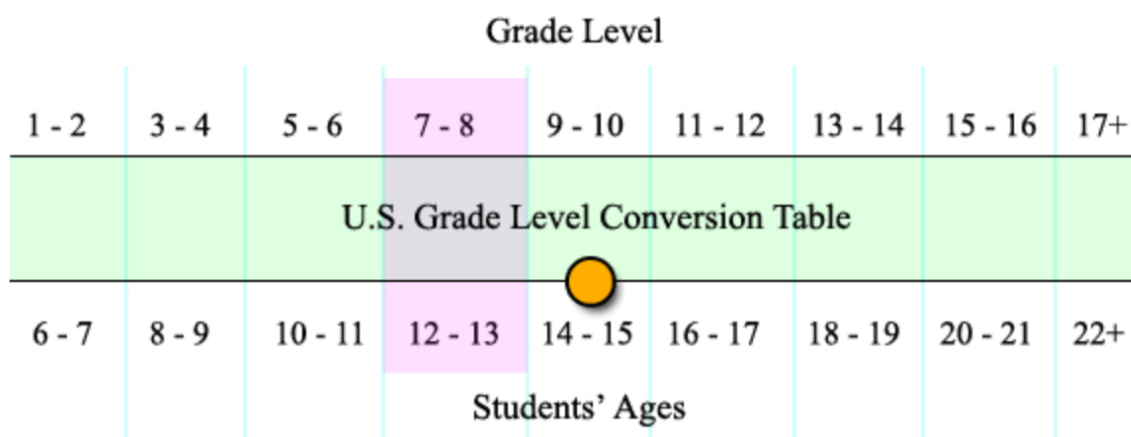 Grade Level
1 - 2 3 - 4 5 - 6 7 - 8 9 - 10 11 - 12 13 - 14 15 - 16 17+
U.S. Grade Level Conversion Table
6 - 7 8 - 9 10 - 11 12 - 13 14 - 15 16 - 17 18 - 19 20 - 21 22+
Students’ Ages